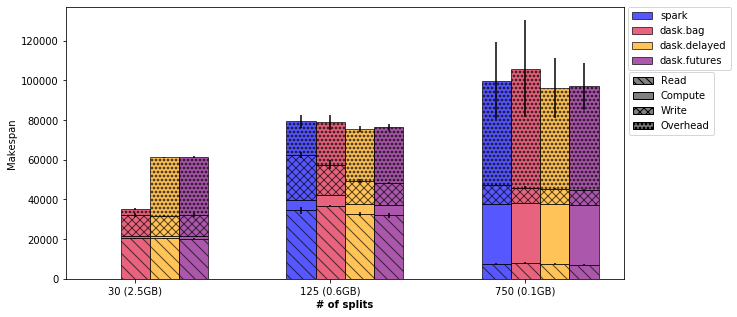 120000
100000
80000
60000
40000
20000
0
Makespan
30 (2.5GB)
125 (0.6GB)
750 (0.1GB)
# of splits
spark
dask.bag
dask.delayed
dask.futures
Read
Compute
Write
Overhead